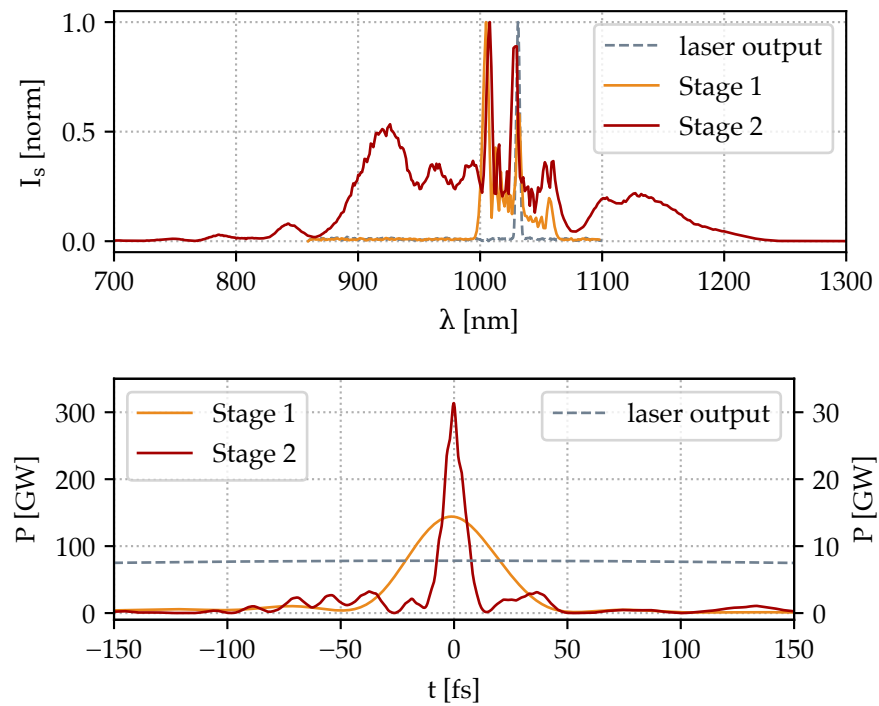 1.0
0.5
0.0
I_s [norm]
laser output
Stage 1
Stage 2
700 800 900 1000 1100 1200 1300
λ [nm]
300
200
100
0
P [GW]
Stage 1
Stage 2
laser output
30
20
10
0
P [GW]
−150 −100 −50 0 50 100 150
t [fs]